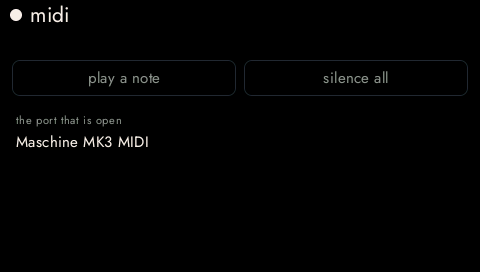 midi
play a note
silence all
the port that is open
Maschine MK3 MIDI